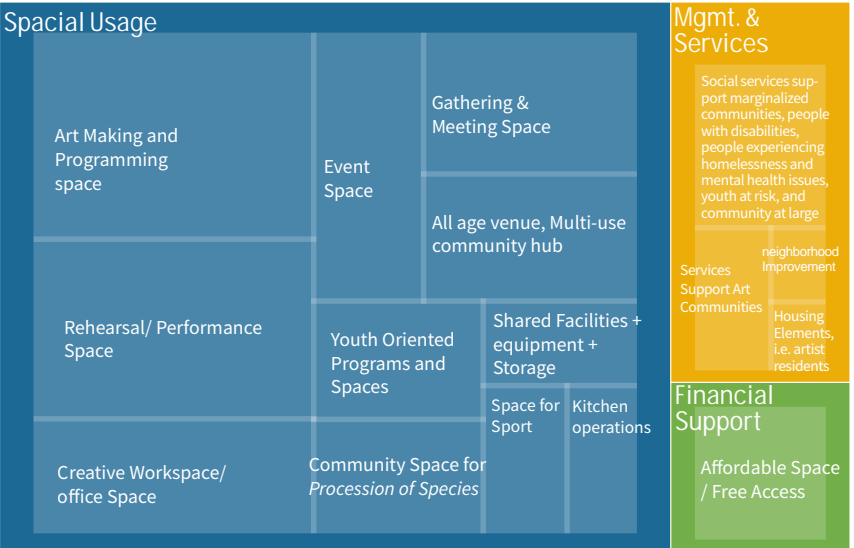 Spacial Usage
Art Making and
Programming
space
Event
Space
Gathering &
Meeting Space
All age venue, Multi-use
community hub
Rehearsal/ Performance
Space
Youth Oriented
Programs and
Spaces
Shared Facilities +
equipment +
Storage
Space for
Sport
Kitchen
operations
Creative Workspace/
office Space
Community Space for
Procession of Species
Mgmt. &
Services
Social services sup-
port marginalized
communities, people
with disabilities,
people experiencing
homelessness and
mental health issues,
youth at risk, and
community at large
Services
Support Art
Communities
neighborhood
Improvement
Housing
Elements,
i.e. artist
residents
Financial
Support
Affordable Space
/ Free Access